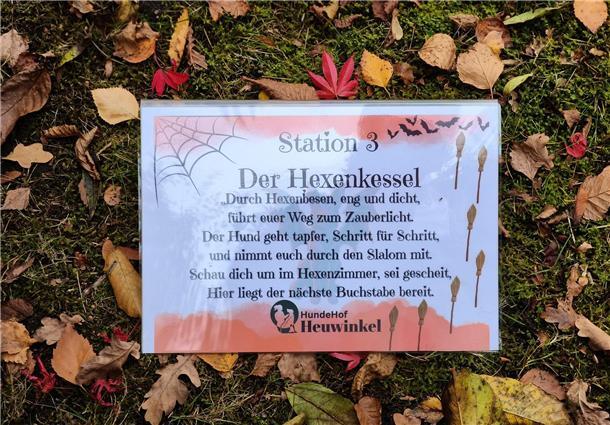 Station 3
Der Hexenkessel
„Durch Hexenbesen, eng und dicht,
führt euer Weg zum Zauberlicht.
Der Hund geht tapfer, Schritt für Schritt,
und nimmt euch durch den Slalom mit.
Schau dich um im Hexenzimmer, sei gescheit,
Hier liegt der nächste Buchstabe bereit.
HundeHof
Heuwinkel